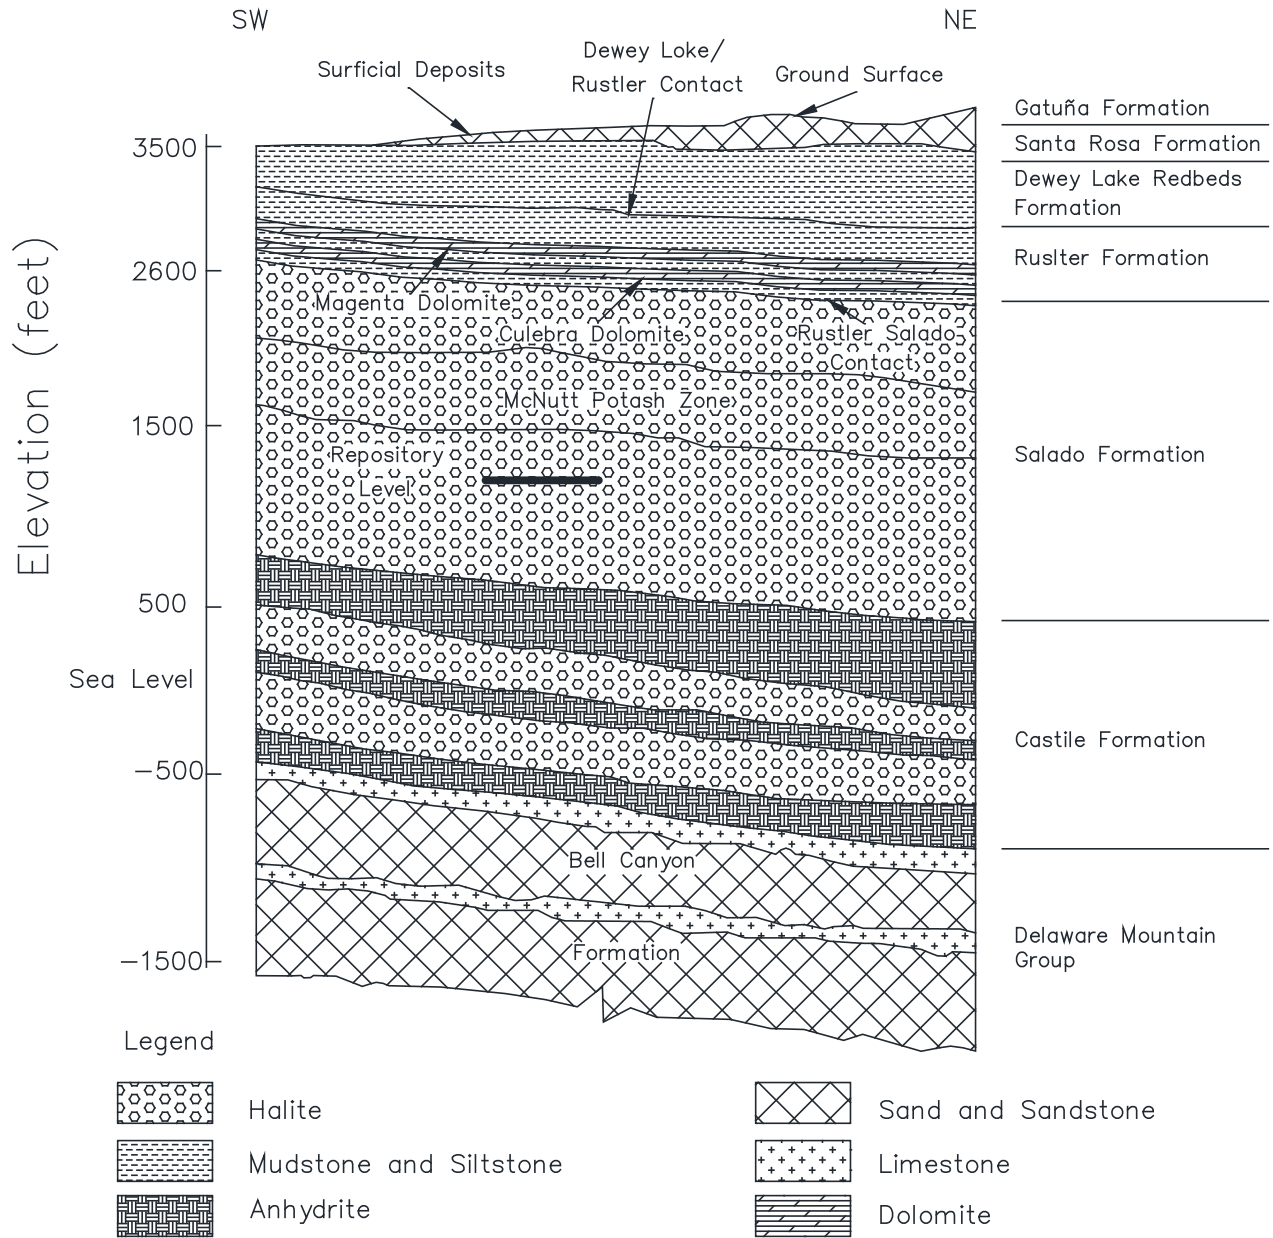 SW
NE
Dewey Loke/
Rustler Contact
Surficial Deposits
Ground Surface
Gatuña Formation
3500
Santa Rosa Formation
Dewey Lake Redbeds
Formation
Ruslter Formation
2600
Magenta Dolomite
Culebra Dolomite
Rustler Salado
Contact
McNutt Potash Zone
1500
Repository
Level
Salado Formation
Elevation (feet)
500
Sea Level
Castile Formation
-500
Bell Canyon
Formation
Delaware Mountain
Group
-1500
Legend
Halite
Sand and Sandstone
Mudstone and Siltstone
Limestone
Anhydrite
Dolomite